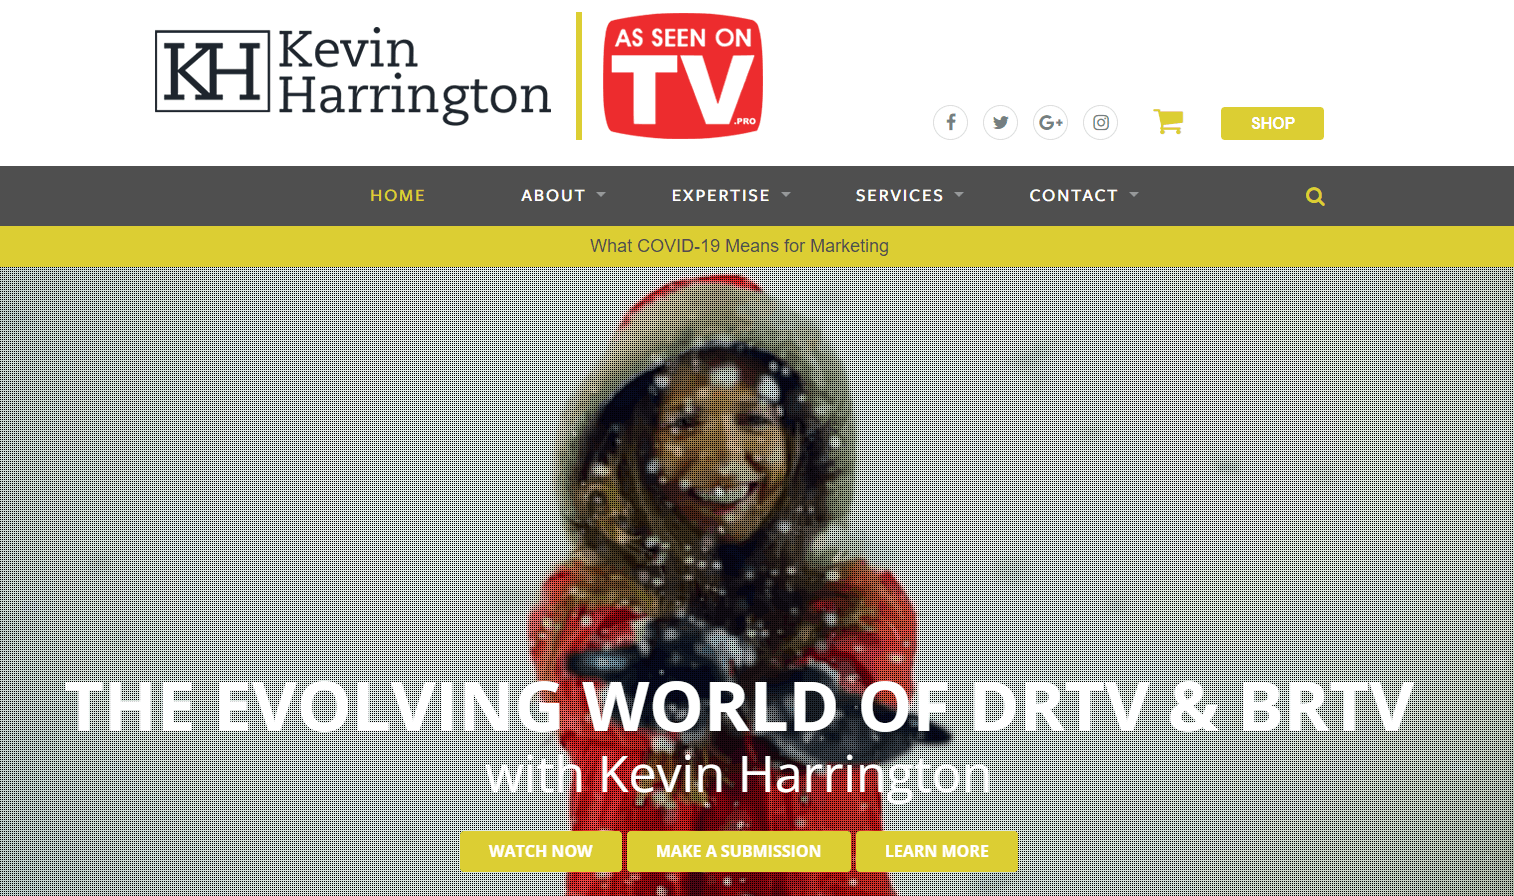 KH Kevin
Harrington
AS SEEN ON
TV
.PRO
SHOP
HOME ABOUT EXPERTISE SERVICES CONTACT
What COVID-19 Means for Marketing
THE EVOLVING WORLD OF DRTV & BRTV
with Kevin Harrington
WATCH NOW MAKE A SUBMISSION LEARN MORE